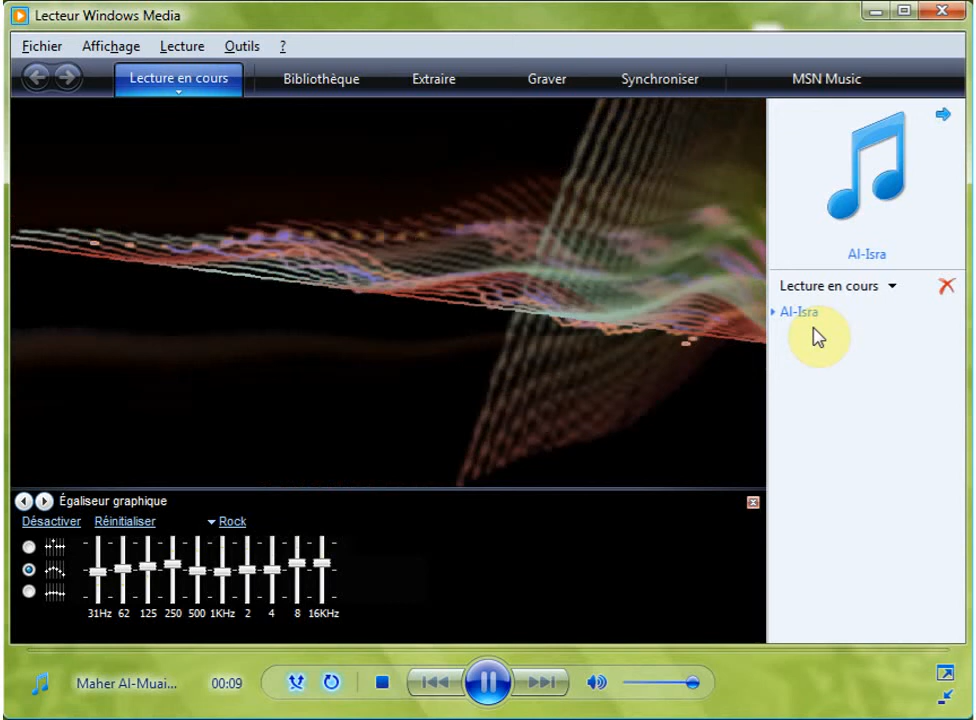 Lecteur Windows Media
Fichier Affichage Lecture Outils ?
Lecture en cours Bibliothèque Extraire Graver Synchroniser MSN Music
Al-Isra
Lecture en cours
Al-Isra
Égaliseur graphique
Désactiver Réinitialiser Rock
31Hz 62 125 250 500 1KHz 2 4 8 16KHz
Maher Al-Muai... 00:09